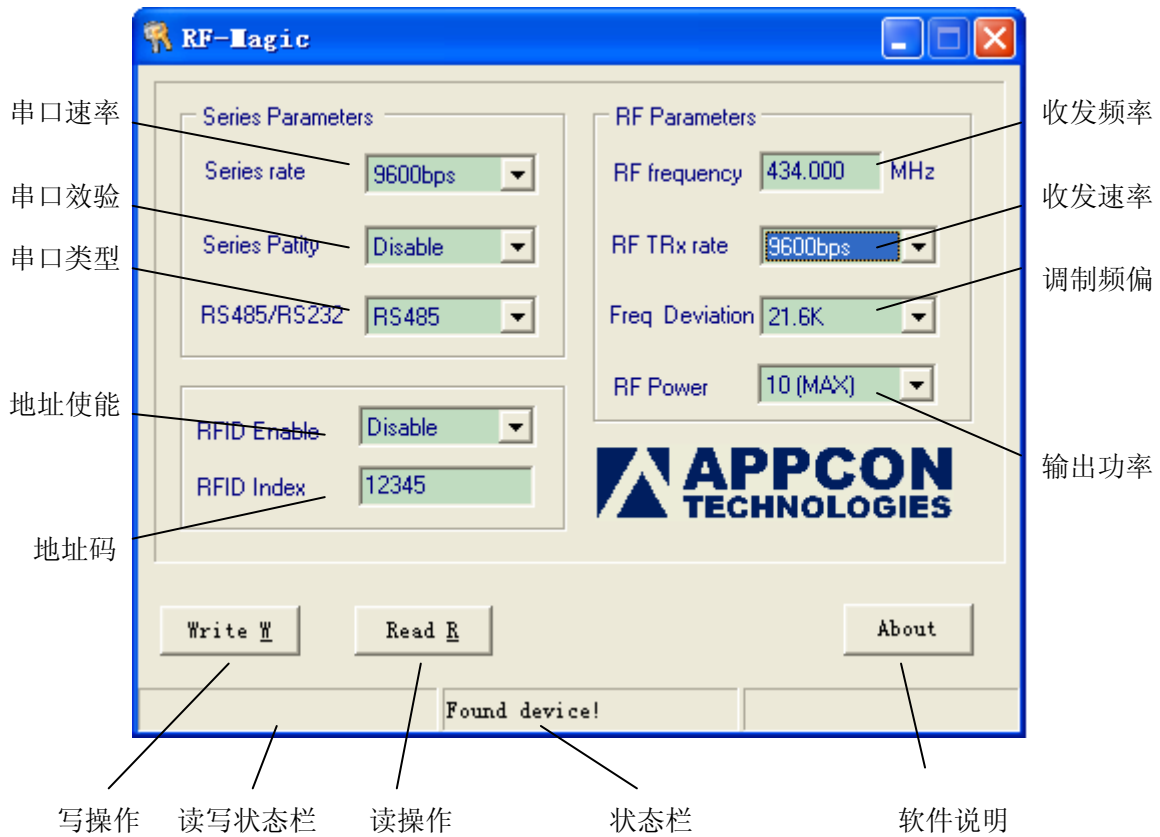 RF-Magic
串口速率
串口效验
串口类型
地址使能
地址码
Series Parameters
Series rate
9600bps
Series Patity
Disable
RS485/RS232
RS485
RFID Enable
Disable
RFID Index
12345
RF Parameters
RF frequency
434.000
MHz
RF TRx rate
9600bps
Freq Deviation
21.6K
RF Power
10 (MAX)
收发频率
收发速率
调制频偏
输出功率
APPCON
TECHNOLOGIES
Write W
Read R
About
Found device!
写操作
读写状态栏
读操作
状态栏
软件说明